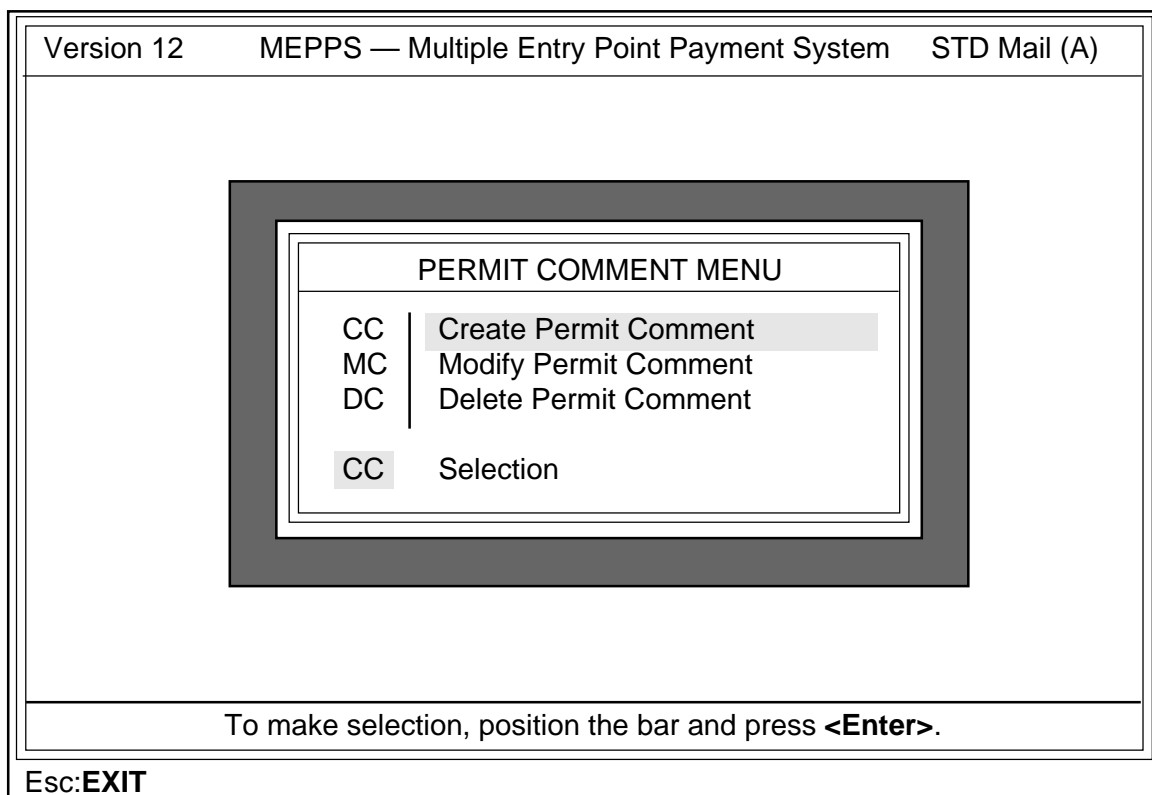 Version 12 MEPPS — Multiple Entry Point Payment System STD Mail (A)
PERMIT COMMENT MENU
CC Create Permit Comment
MC Modify Permit Comment
DC Delete Permit Comment
CC Selection
To make selection, position the bar and press <Enter>.
Esc:EXIT